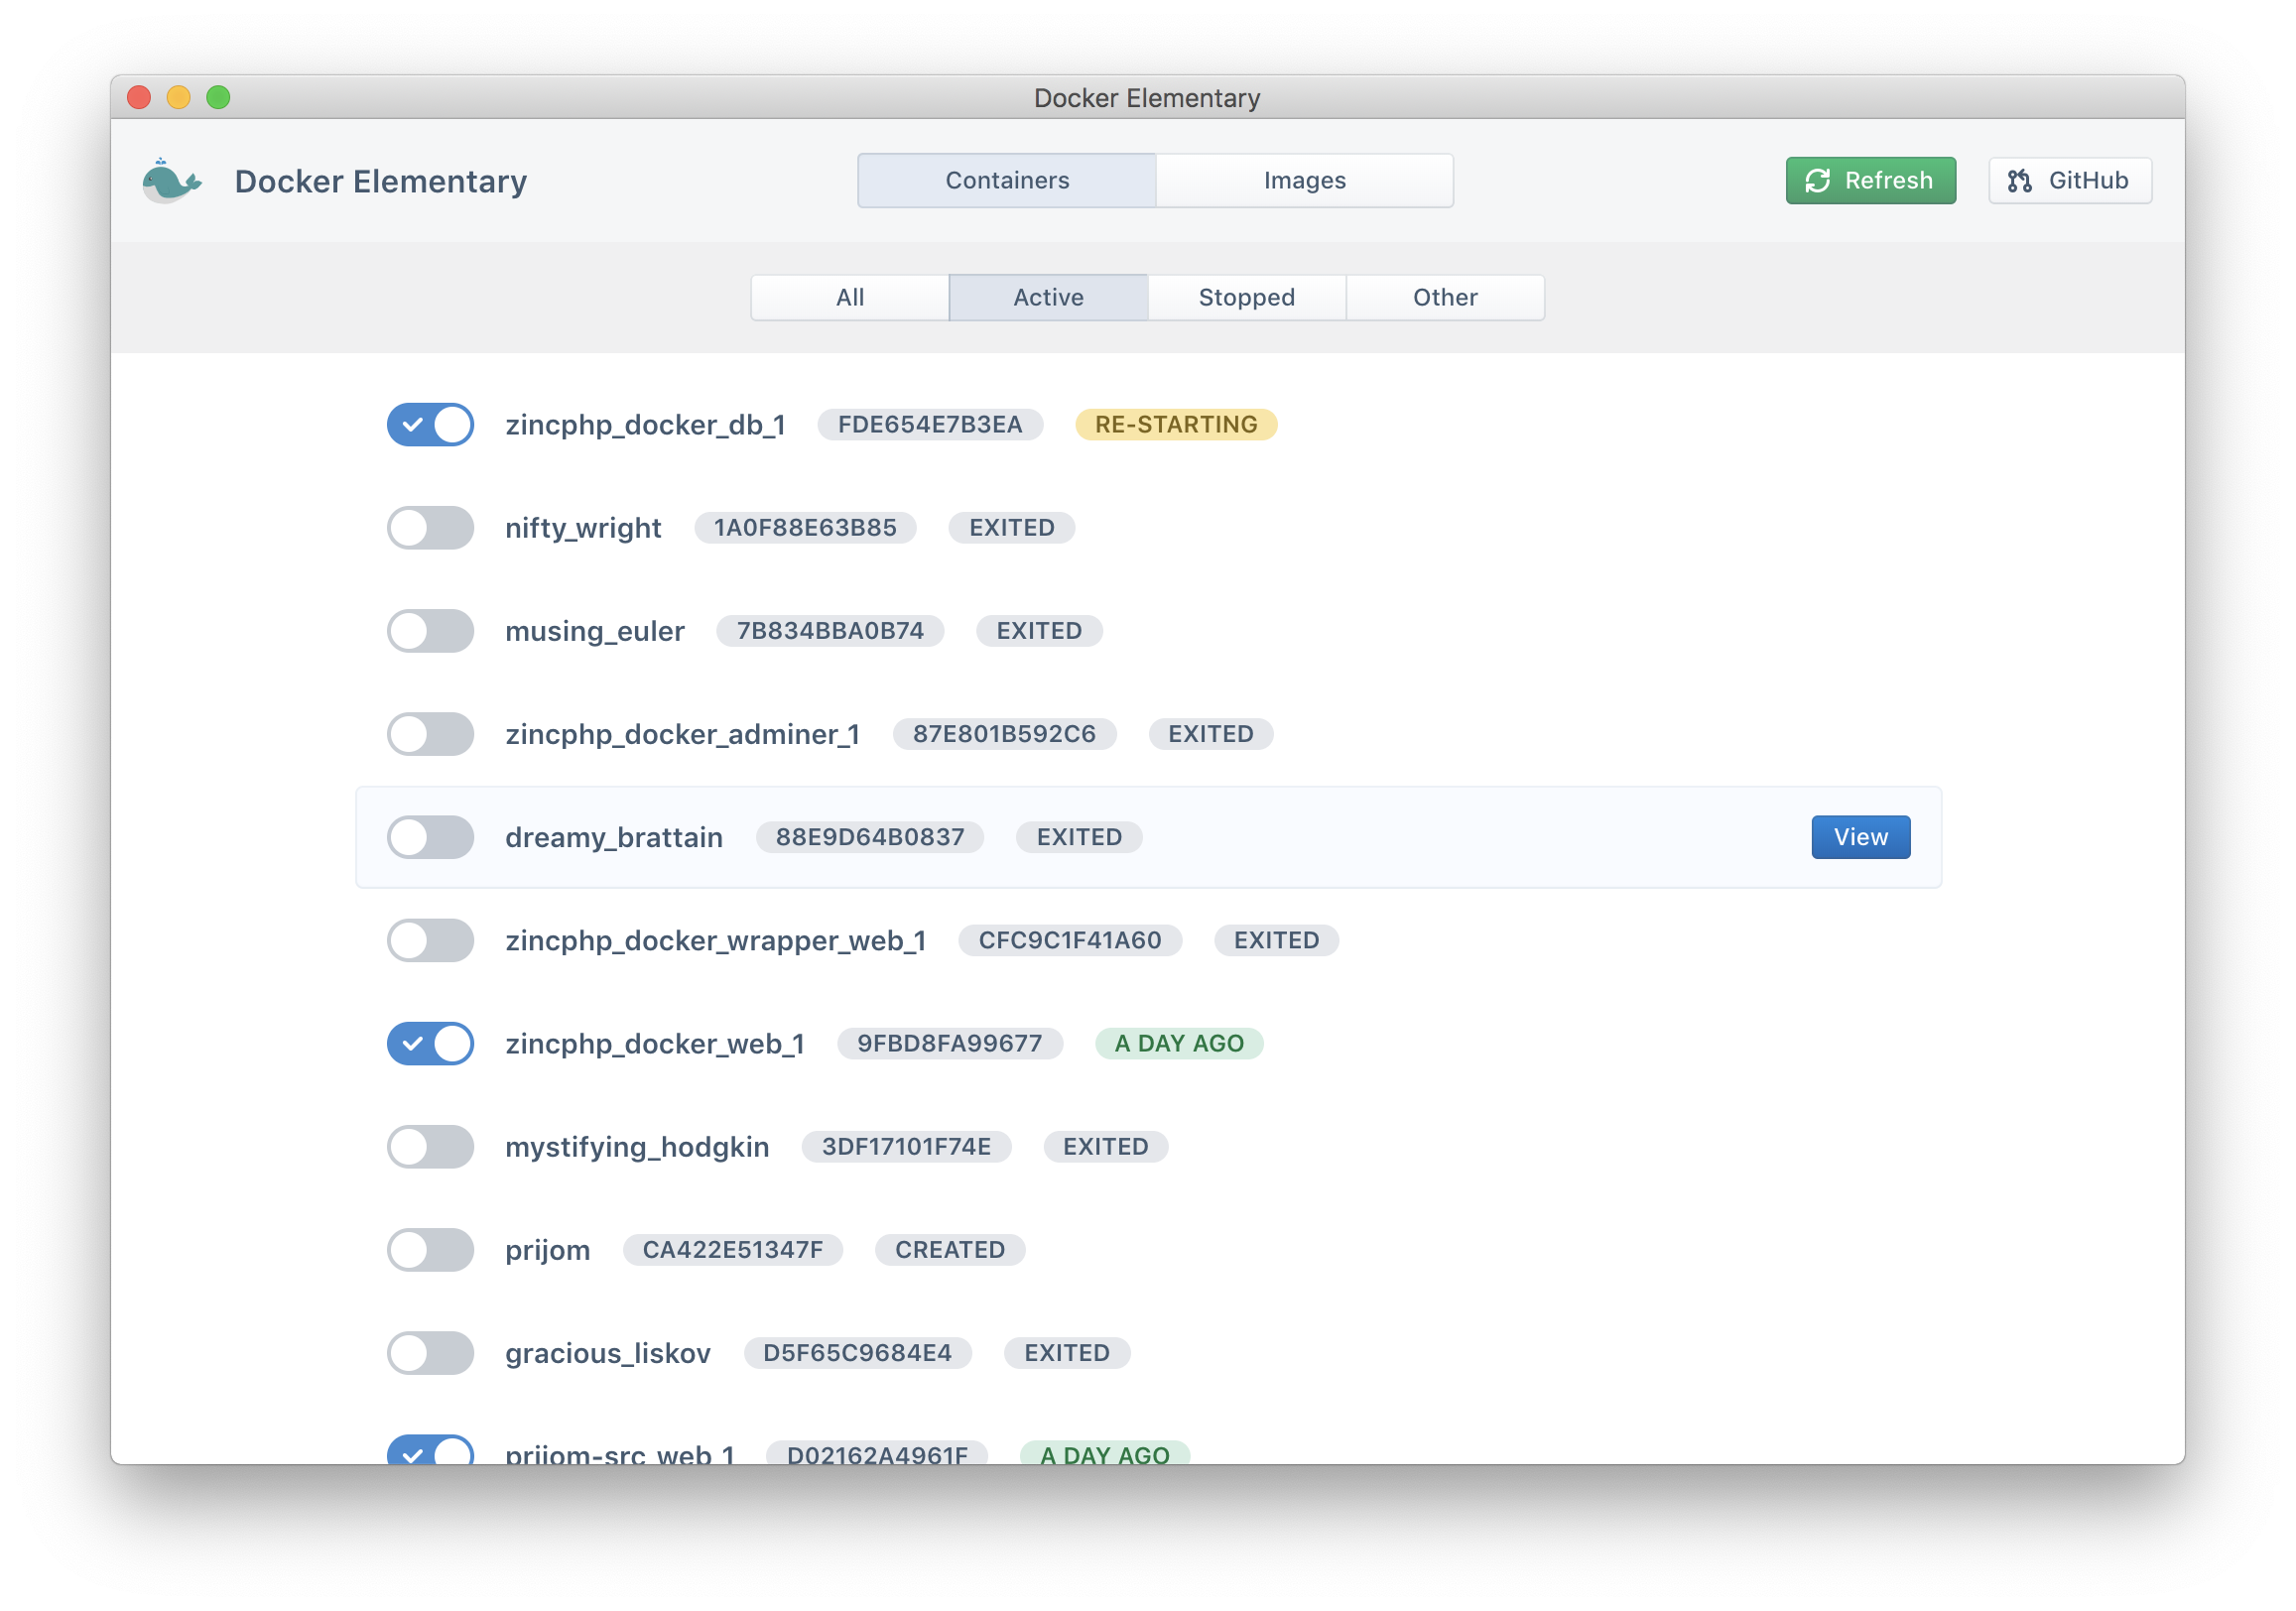 Docker Elementary
Docker Elementary Containers Images Refresh GitHub
All Active Stopped Other
zincphp_docker_db_1 FDE654E7B3EA RE-STARTING
nifty_wright 1A0F88E63B85 EXITED
musing_euler 7B834BBA0B74 EXITED
zincphp_docker_adminer_1 87E801B592C6 EXITED
dreamy_brattain 88E9D64B0837 EXITED View
zincphp_docker_wrapper_web_1 CFC9C1F41A60 EXITED
zincphp_docker_web_1 9FBD8FA99677 A DAY AGO
mystifying_hodgkin 3DF17101F74E EXITED
prijom CA422E51347F CREATED
gracious_liskov D5F65C9684E4 EXITED
prijom-src_web_1 D02162A4961F A DAY AGO